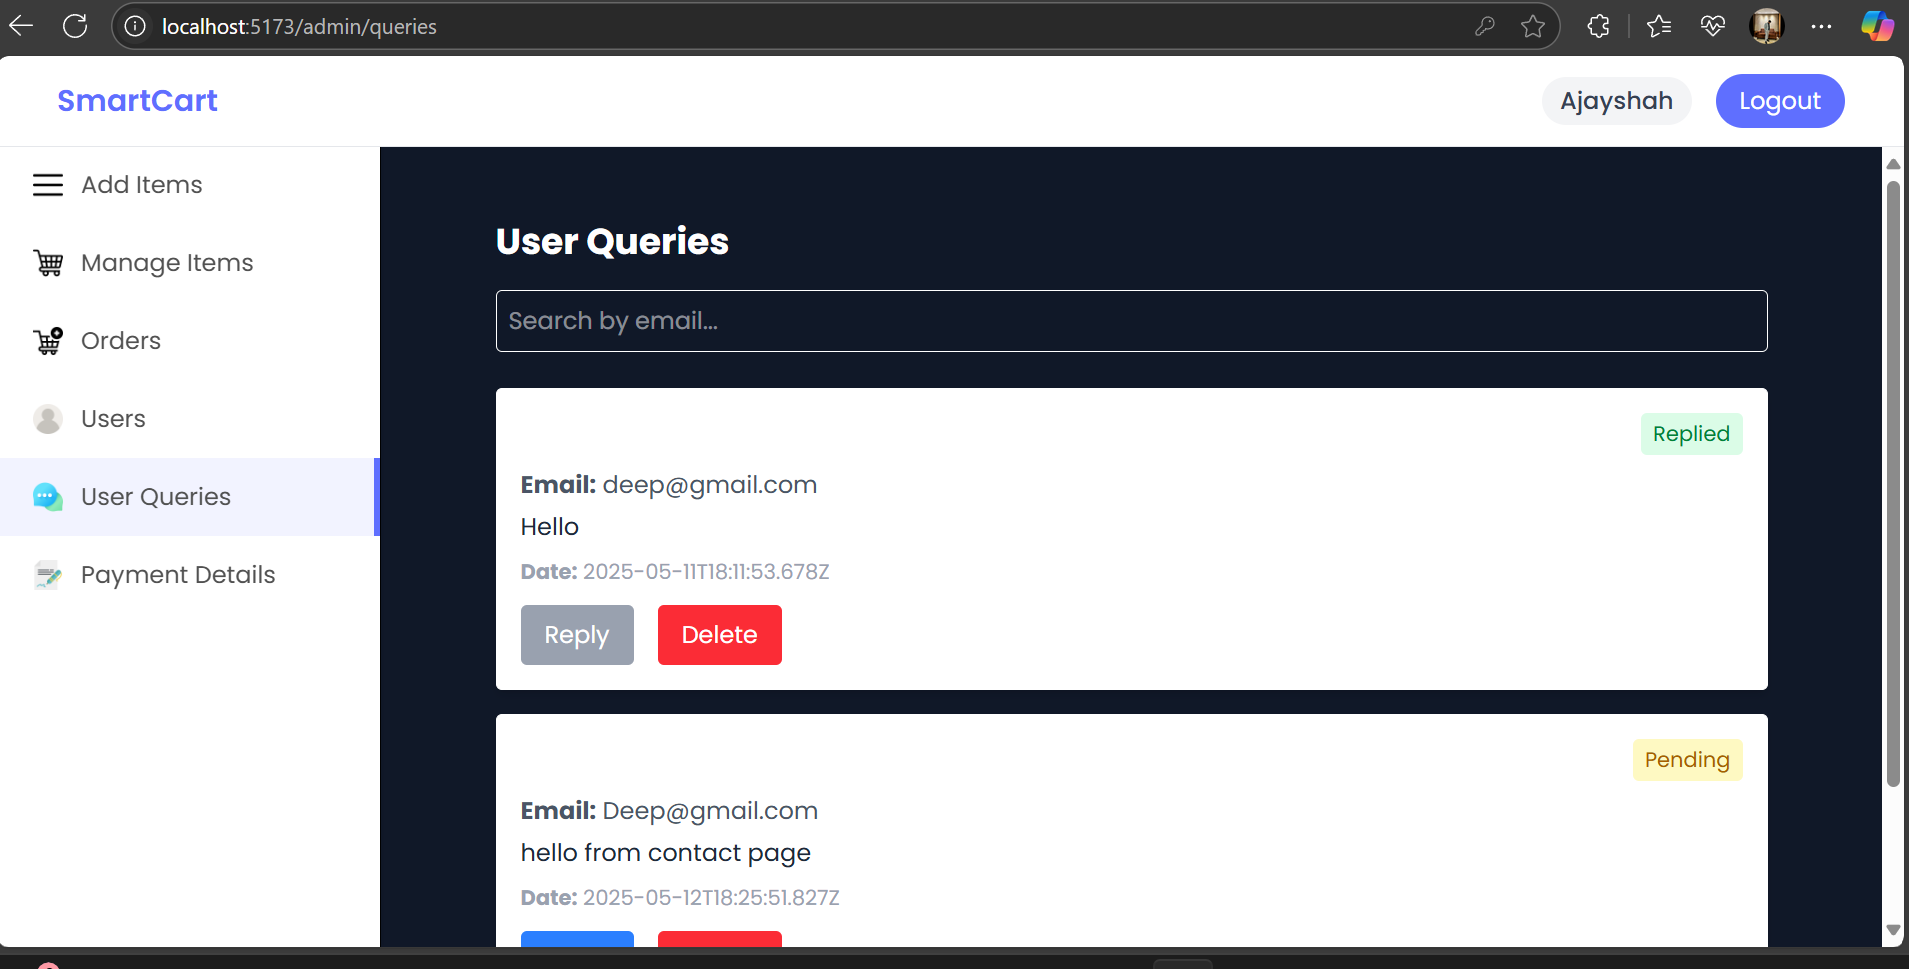 localhost:5173/admin/queries
SmartCart
Ajayshah
Logout
Add Items
Manage Items
Orders
Users
User Queries
Payment Details
User Queries
Search by email...
Replied
Email: deep@gmail.com
Hello
Date: 2025-05-11T18:11:53.678Z
Reply
Delete
Pending
Email: Deep@gmail.com
hello from contact page
Date: 2025-05-12T18:25:51.827Z